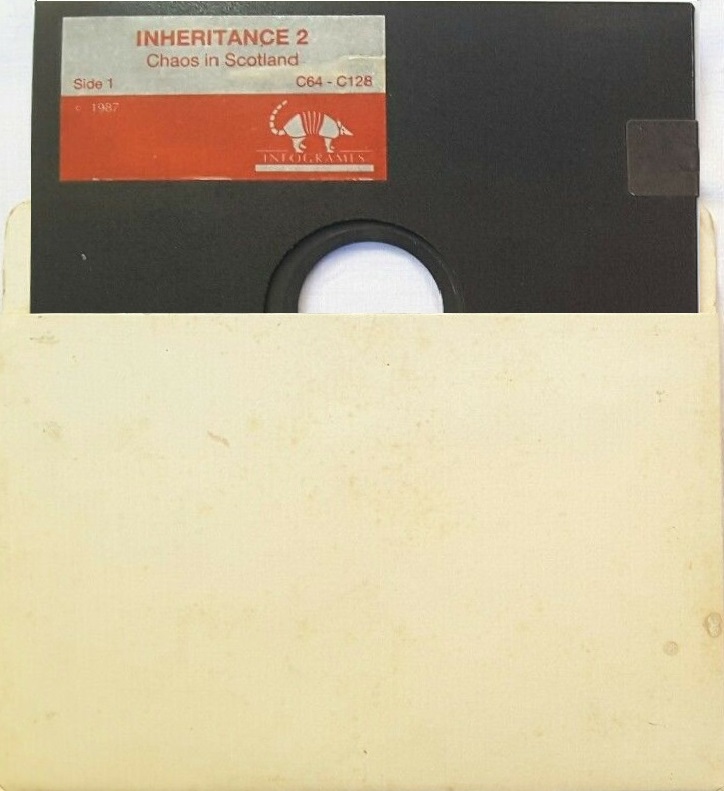 INHERITANCE 2
Chaos in Scotland
Side 1 C64 - C128
c 1987
INFOGRAMES